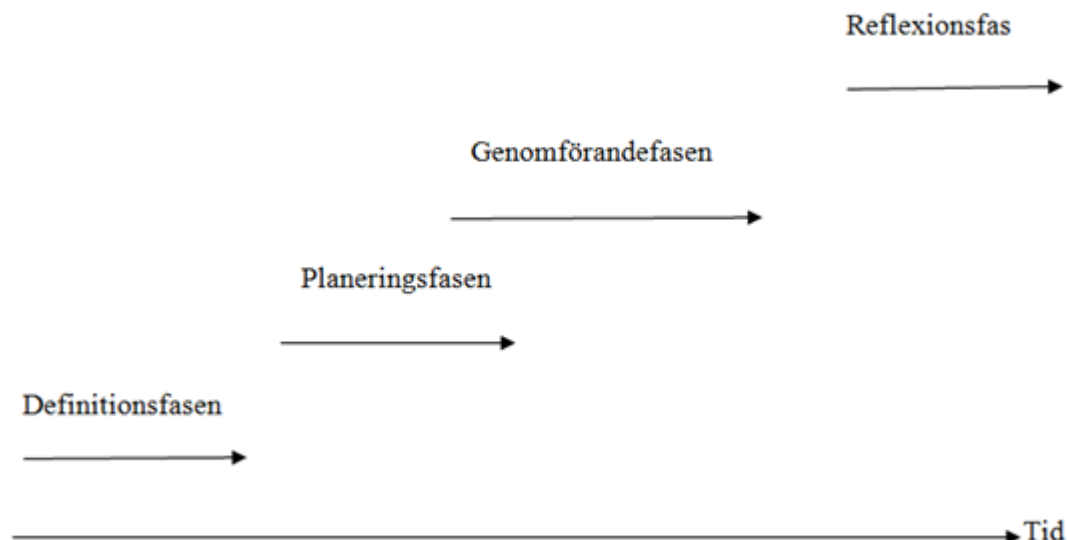 Reflexionsfas
Genomförandefasen
Planeringsfasen
Definitionsfasen
Tid